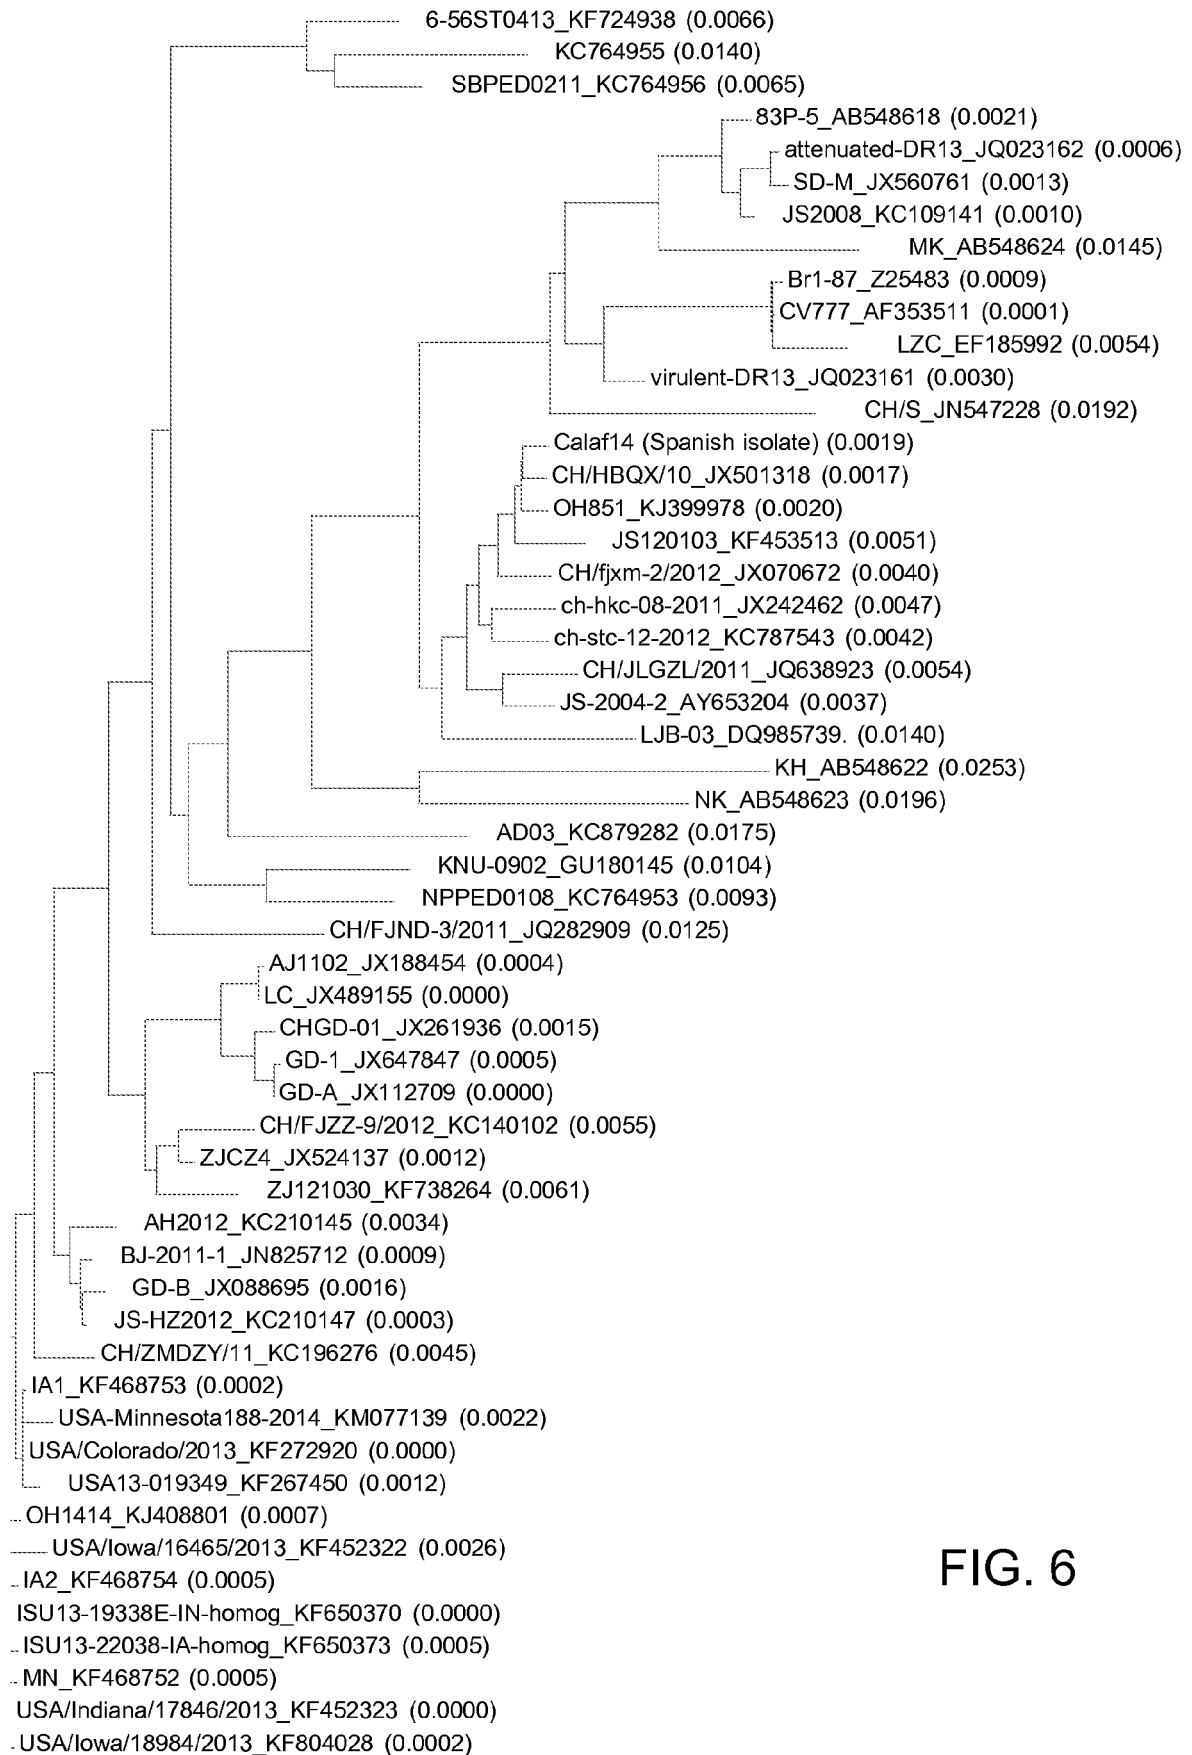 6-56ST0413_KF724938 (0.0066)
KC764955 (0.0140)
SBPED0211_KC764956 (0.0065)
83P-5_AB548618 (0.0021)
attenuated-DR13_JQ023162 (0.0006)
SD-M_JX560761 (0.0013)
JS2008_KC109141 (0.0010)
MK_AB548624 (0.0145)
Br1-87_Z25483 (0.0009)
CV777_AF353511 (0.0001)
LZC_EF185992 (0.0054)
virulent-DR13_JQ023161 (0.0030)
CH/S_JN547228 (0.0192)
Calaf14 (Spanish isolate) (0.0019)
CH/HBQX/10_JX501318 (0.0017)
OH851_KJ399978 (0.0020)
JS120103_KF453513 (0.0051)
CH/fjxm-2/2012_JX070672 (0.0040)
ch-hkc-08-2011_JX242462 (0.0047)
ch-stc-12-2012_KC787543 (0.0042)
CH/JLGZL/2011_JQ638923 (0.0054)
JS-2004-2_AY653204 (0.0037)
LJB-03_DQ985739. (0.0140)
KH_AB548622 (0.0253)
NK_AB548623 (0.0196)
AD03_KC879282 (0.0175)
KNU-0902_GU180145 (0.0104)
NPPED0108_KC764953 (0.0093)
CH/FJND-3/2011_JQ282909 (0.0125)
AJ1102_JX188454 (0.0004)
LC_JX489155 (0.0000)
CHGD-01_JX261936 (0.0015)
GD-1_JX647847 (0.0005)
GD-A_JX112709 (0.0000)
CH/FJZZ-9/2012_KC140102 (0.0055)
ZJCZ4_JX524137 (0.0012)
ZJ121030_KF738264 (0.0061)
AH2012_KC210145 (0.0034)
BJ-2011-1_JN825712 (0.0009)
GD-B_JX088695 (0.0016)
JS-HZ2012_KC210147 (0.0003)
CH/ZMDZY/11_KC196276 (0.0045)
IA1_KF468753 (0.0002)
USA-Minnesota188-2014_KM077139 (0.0022)
USA/Colorado/2013_KF272920 (0.0000)
USA13-019349_KF267450 (0.0012)
OH1414_KJ408801 (0.0007)
USA/Iowa/16465/2013_KF452322 (0.0026)
IA2_KF468754 (0.0005)
ISU13-19338E-IN-homog_KF650370 (0.0000)
ISU13-22038-IA-homog_KF650373 (0.0005)
MN_KF468752 (0.0005)
USA/Indiana/17846/2013_KF452323 (0.0000)
USA/Iowa/18984/2013_KF804028 (0.0002)
FIG. 6